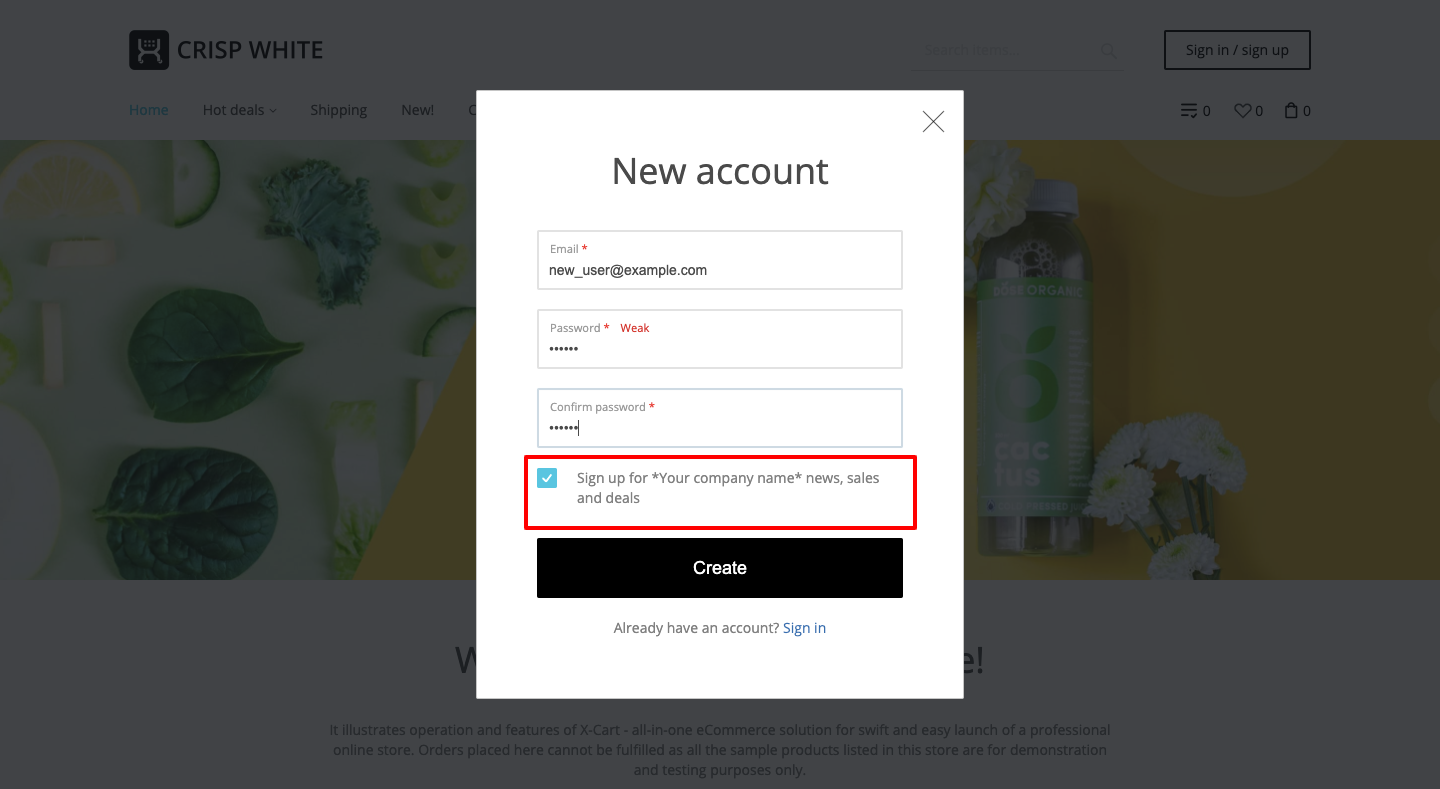 CRISP WHITE
Search items...
Sign in / sign up
Home
Hot deals
Shipping
New!
0
0
0
New account
Email *
new_user@example.com
Password * Weak
••••••
Confirm password *
••••••
Sign up for *Your company name* news, sales
and deals
Create
Already have an account? Sign in
DOSE ORGANIC
cac
tus
It illustrates operation and features of X-Cart - all-in-one eCommerce solution for swift and easy launch of a professional
online store. Orders placed here cannot be fulfilled as all the sample products listed in this store are for demonstration
and testing purposes only.